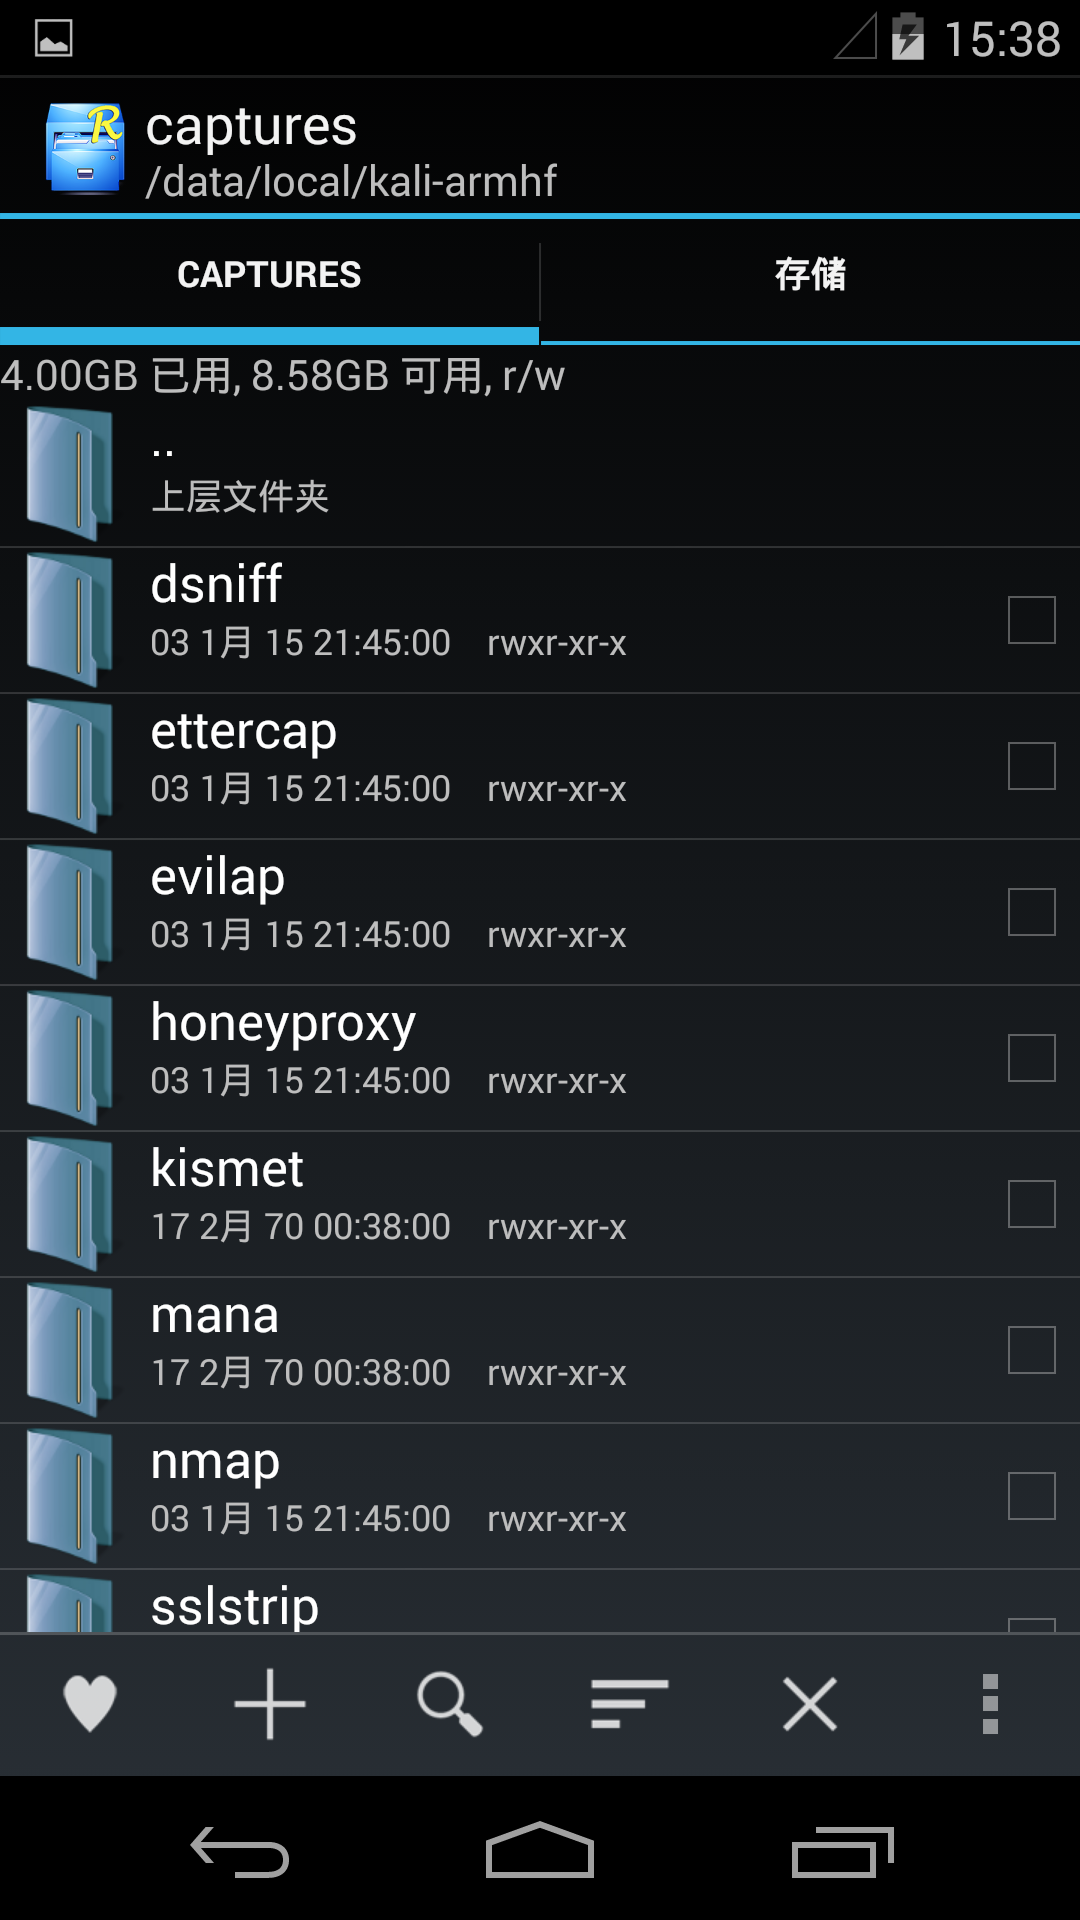 15:38
R
captures
/data/local/kali-armhf
CAPTURES
存储
4.00GB 已用, 8.58GB 可用, r/w
..
上层文件夹
dsniff
03 1月 15 21:45:00 rwxr-xr-x
ettercap
03 1月 15 21:45:00 rwxr-xr-x
evilap
03 1月 15 21:45:00 rwxr-xr-x
honeyproxy
03 1月 15 21:45:00 rwxr-xr-x
kismet
17 2月 70 00:38:00 rwxr-xr-x
mana
17 2月 70 00:38:00 rwxr-xr-x
nmap
03 1月 15 21:45:00 rwxr-xr-x
sslstrip